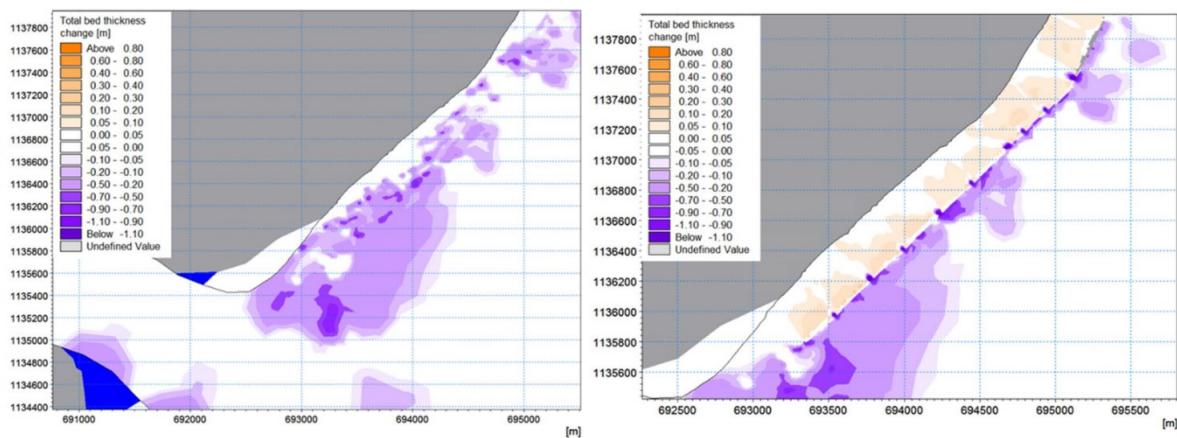 Total bed thickness
change [m]
Above 0.80
0.60 - 0.80
0.40 - 0.60
0.30 - 0.40
0.20 - 0.30
0.10 - 0.20
0.05 - 0.10
0.00 - 0.05
-0.05 - 0.00
-0.10 - -0.05
-0.20 - -0.10
-0.50 - -0.20
-0.70 - -0.50
-0.90 - -0.70
-1.10 - -0.90
Below -1.10
Undefined Value
1137800
1137600
1137400
1137200
1137000
1136800
1136600
1136400
1136200
1136000
1135800
1135600
1135400
1135200
1135000
1134800
1134600
1134400
691000 692000 693000 694000 695000
[m]
Total bed thickness
change [m]
Above 0.80
0.60 - 0.80
0.40 - 0.60
0.30 - 0.40
0.20 - 0.30
0.10 - 0.20
0.05 - 0.10
0.00 - 0.05
-0.05 - 0.00
-0.10 - -0.05
-0.20 - -0.10
-0.50 - -0.20
-0.70 - -0.50
-0.90 - -0.70
-1.10 - -0.90
Below -1.10
Undefined Value
1137800
1137600
1137400
1137200
1137000
1136800
1136600
1136400
1136200
1136000
1135800
1135600
692500 693000 693500 694000 694500 695000 695500
[m]